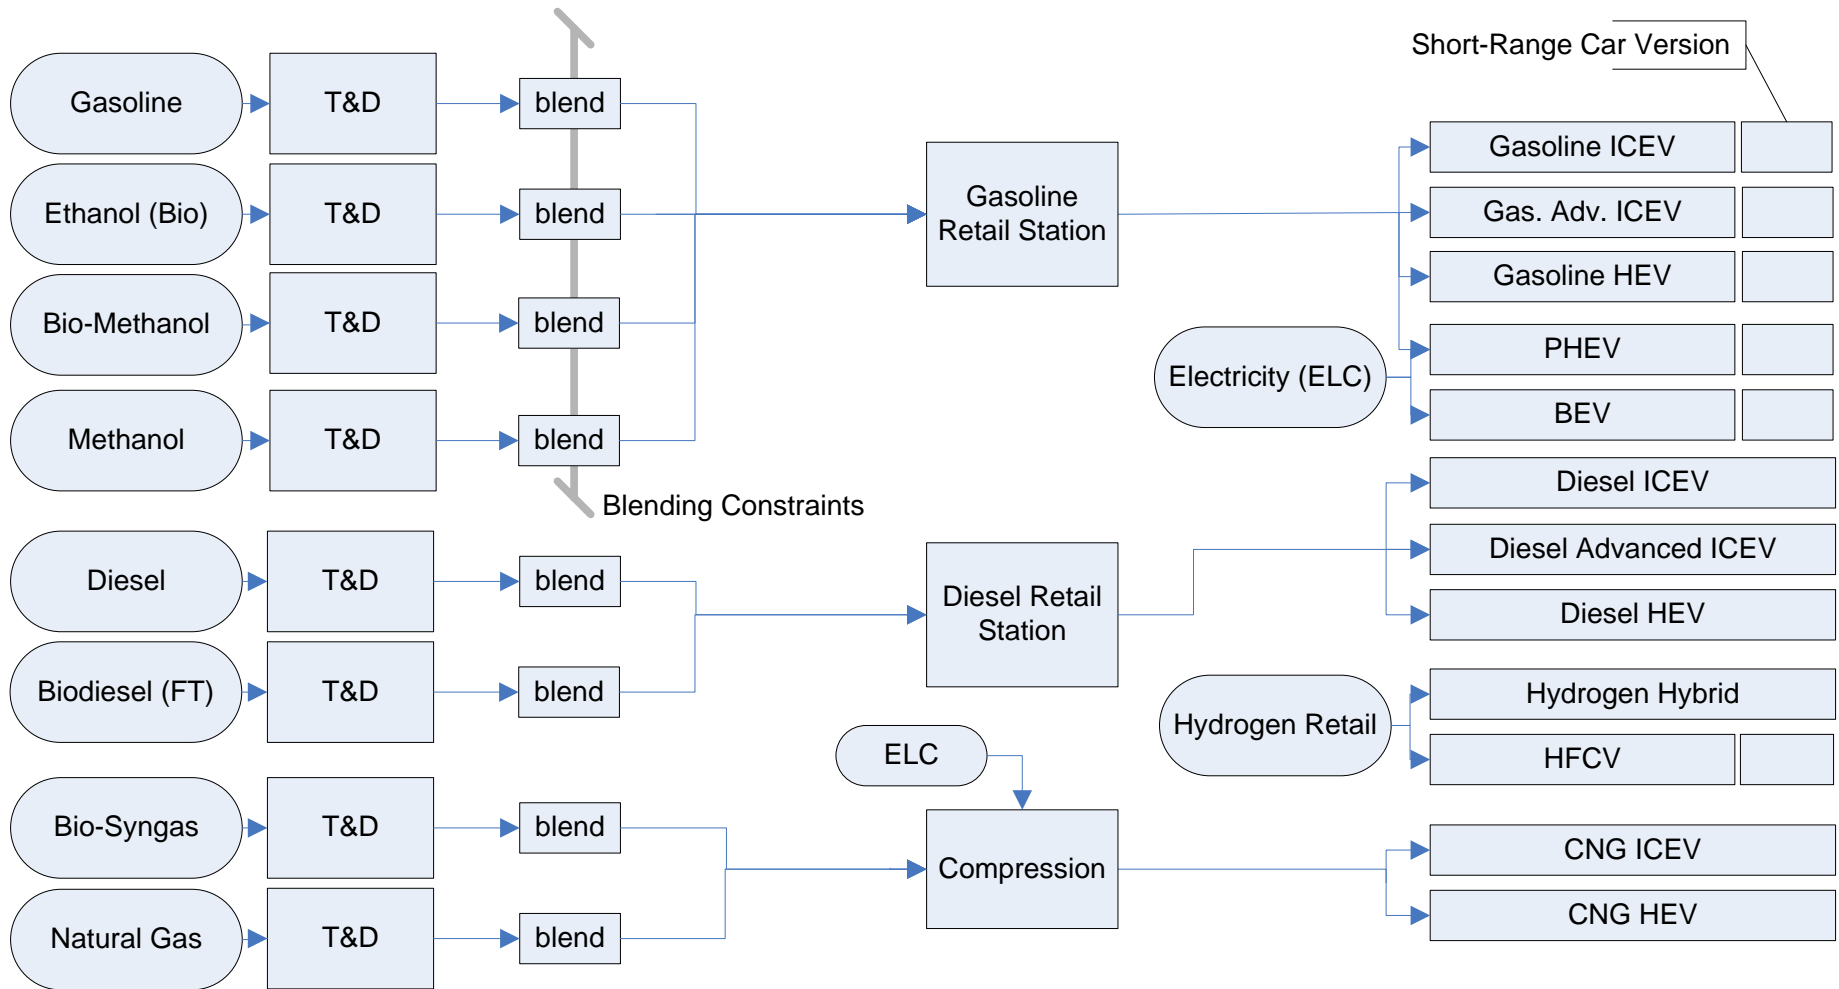 Short-Range Car Version
Gasoline
T&D
blend
Ethanol (Bio)
T&D
blend
Bio-Methanol
T&D
blend
Methanol
T&D
blend
Blending Constraints
Gasoline
Retail Station
Electricity (ELC)
Gasoline ICEV
Gas. Adv. ICEV
Gasoline HEV
PHEV
BEV
Diesel
T&D
blend
Biodiesel (FT)
T&D
blend
Diesel Retail
Station
Diesel ICEV
Diesel Advanced ICEV
Diesel HEV
Hydrogen Retail
Hydrogen Hybrid
HFCV
Bio-Syngas
T&D
blend
Natural Gas
T&D
blend
ELC
Compression
CNG ICEV
CNG HEV